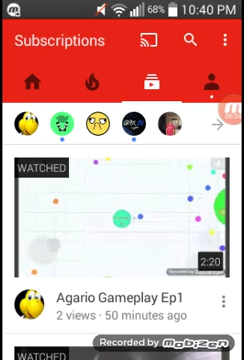 68% 10:40 PM
Subscriptions
WATCHED
2:20
Agario Gameplay Ep1
2 views · 50 minutes ago
WATCHED
Recorded by mobizen